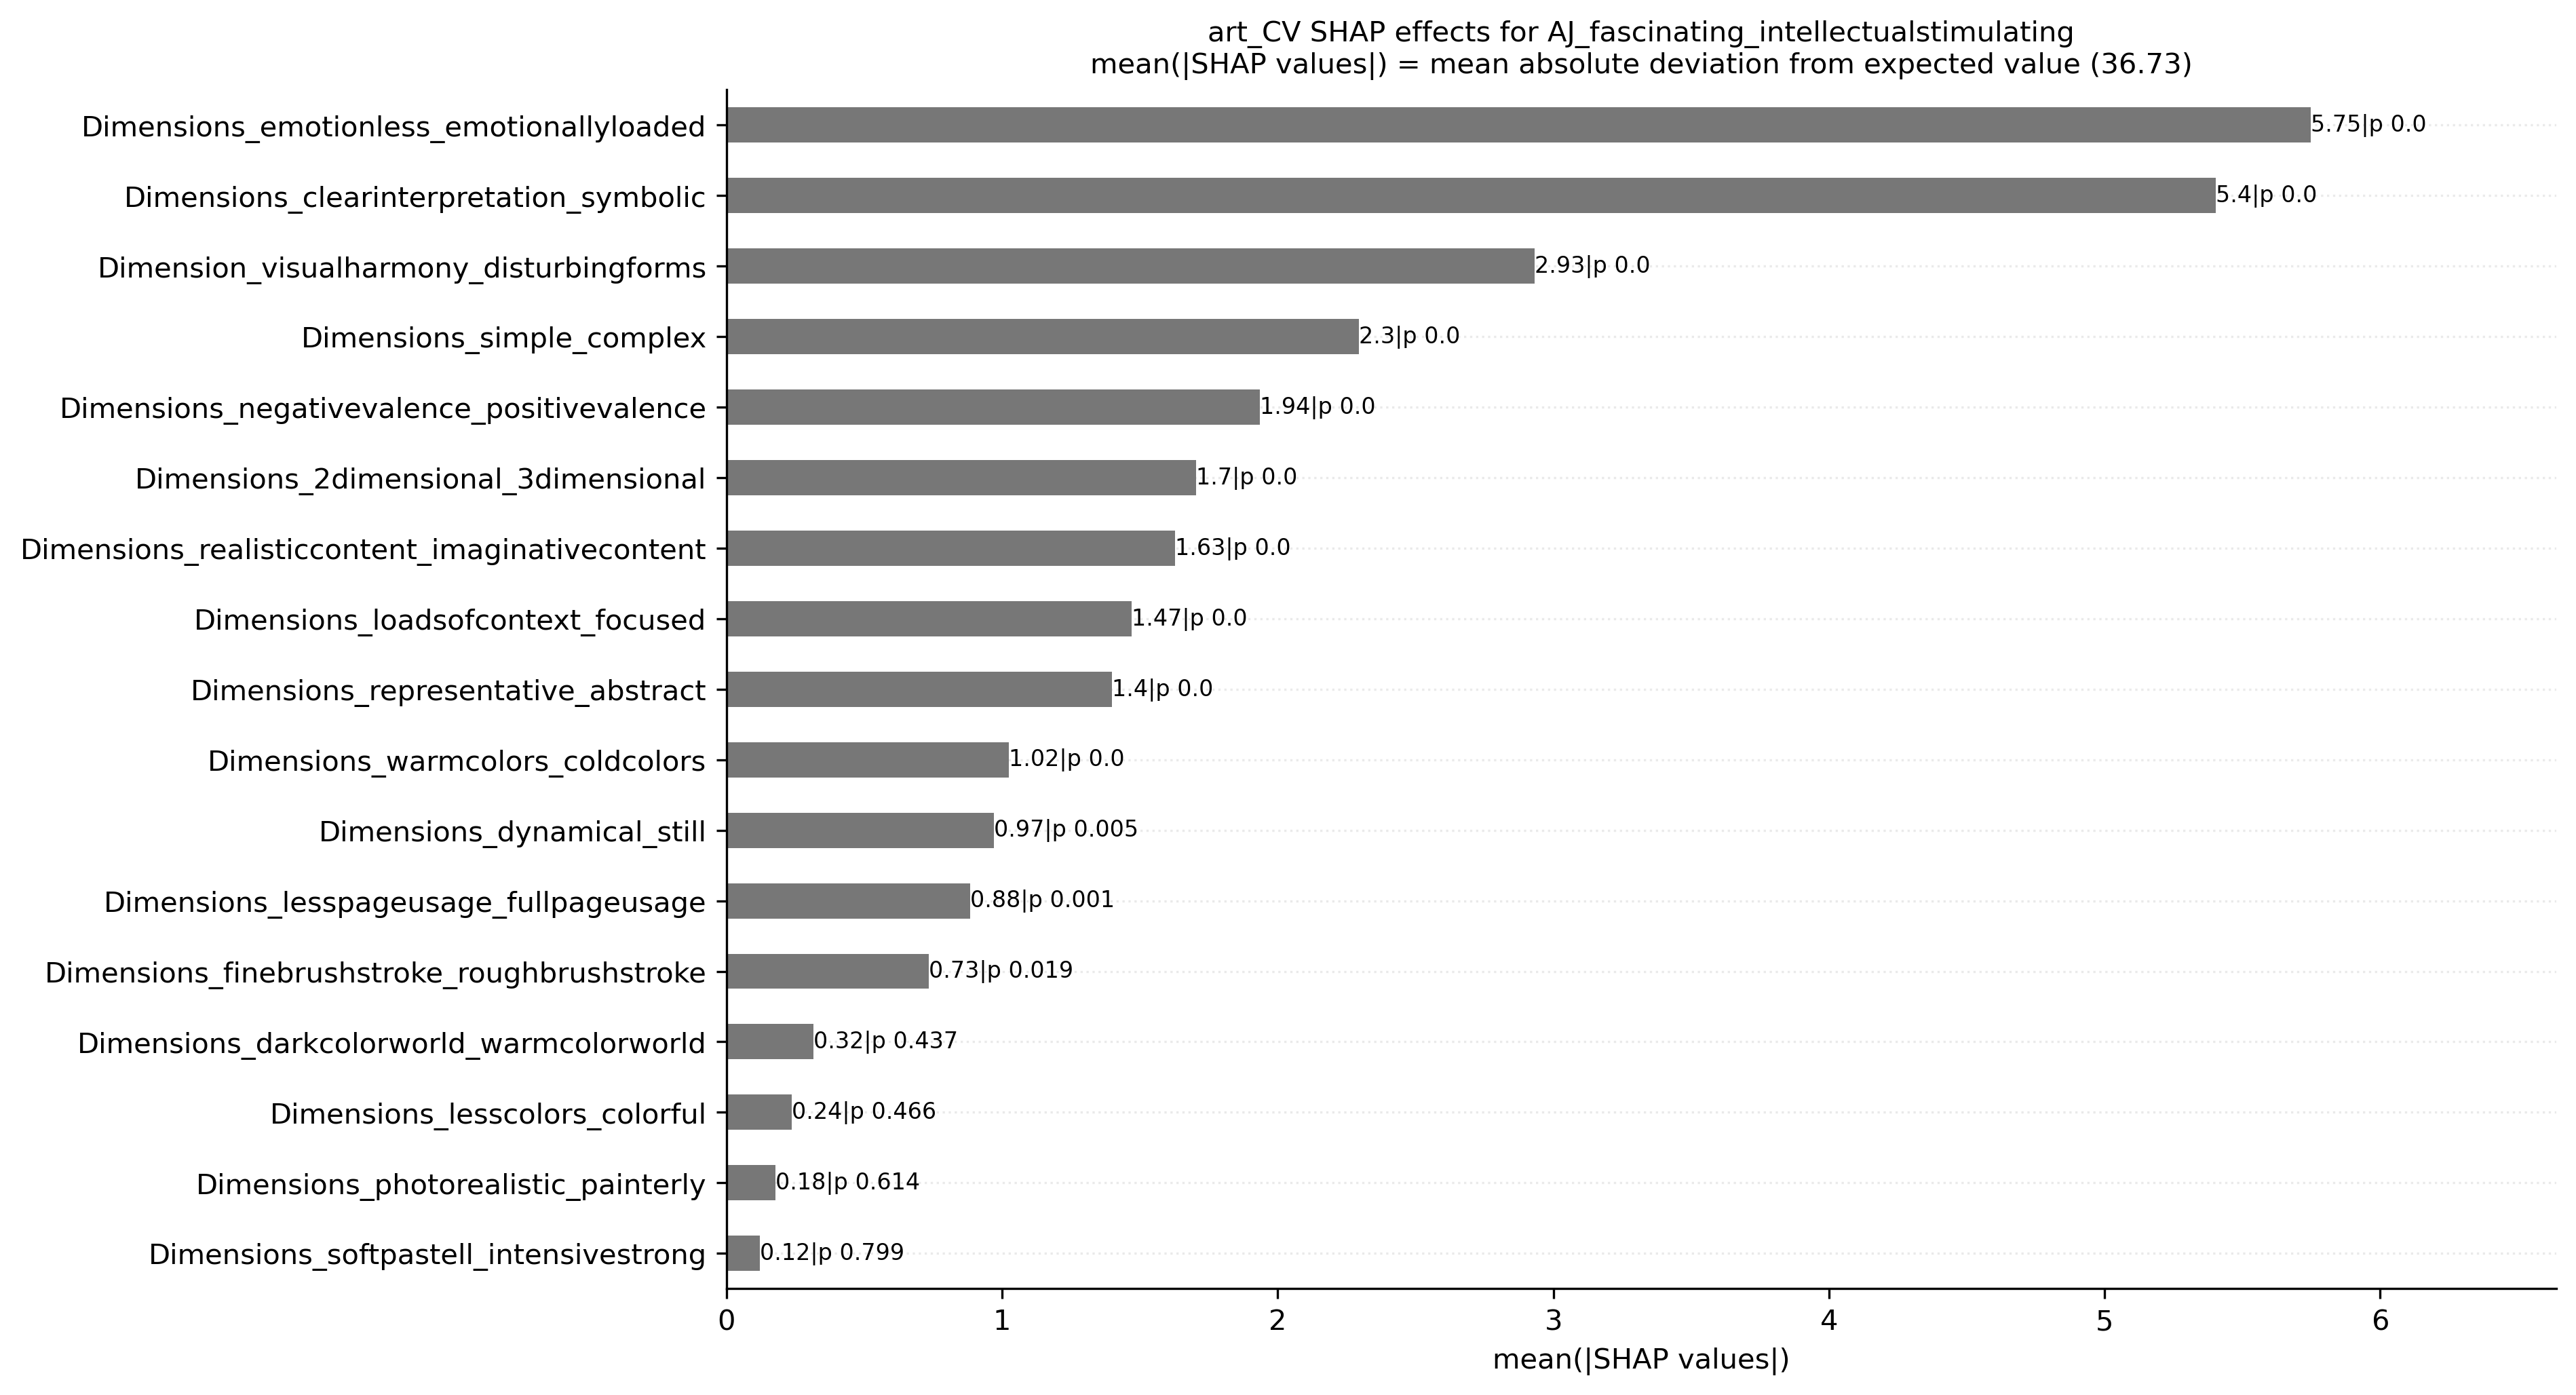 art_CV SHAP effects for AJ_fascinating_intellectualstimulating
mean(|SHAP values|) = mean absolute deviation from expected value (36.73)
Dimensions_emotionless_emotionallyloaded 5.75|p 0.0
Dimensions_clearinterpretation_symbolic 5.4|p 0.0
Dimension_visualharmony_disturbingforms 2.93|p 0.0
Dimensions_simple_complex 2.3|p 0.0
Dimensions_negativevalence_positivevalence 1.94|p 0.0
Dimensions_2dimensional_3dimensional 1.7|p 0.0
Dimensions_realisticcontent_imaginativecontent 1.63|p 0.0
Dimensions_loadsofcontext_focused 1.47|p 0.0
Dimensions_representative_abstract 1.4|p 0.0
Dimensions_warmcolors_coldcolors 1.02|p 0.0
Dimensions_dynamical_still 0.97|p 0.005
Dimensions_lesspageusage_fullpageusage 0.88|p 0.001
Dimensions_finebrushstroke_roughbrushstroke 0.73|p 0.019
Dimensions_darkcolorworld_warmcolorworld 0.32|p 0.437
Dimensions_lesscolors_colorful 0.24|p 0.466
Dimensions_photorealistic_painterly 0.18|p 0.614
Dimensions_softpastell_intensivestrong 0.12|p 0.799
0 1 2 3 4 5 6
mean(|SHAP values|)